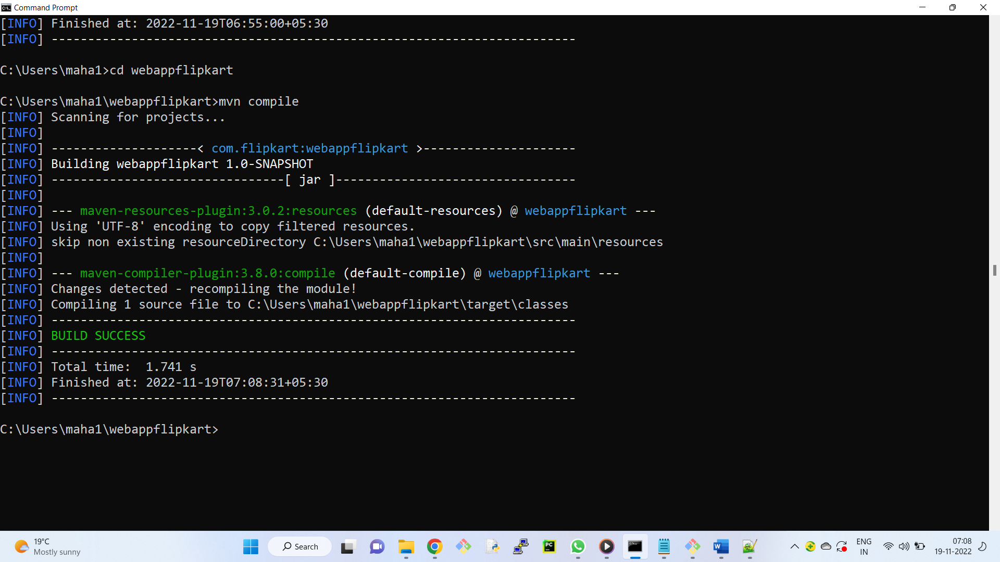 Command Prompt
[INFO] Finished at: 2022-11-19T06:55:00+05:30
[INFO] ------------------------------------------------------------------------
C:\Users\maha1>cd webappflipkart
C:\Users\maha1\webappflipkart>mvn compile
[INFO] Scanning for projects...
[INFO]
[INFO] --------------------< com.flipkart:webappflipkart >---------------------
[INFO] Building webappflipkart 1.0-SNAPSHOT
[INFO] --------------------------------[ jar ]---------------------------------
[INFO]
[INFO] --- maven-resources-plugin:3.0.2:resources (default-resources) @ webappflipkart ---
[INFO] Using 'UTF-8' encoding to copy filtered resources.
[INFO] skip non existing resourceDirectory C:\Users\maha1\webappflipkart\src\main\resources
[INFO]
[INFO] --- maven-compiler-plugin:3.8.0:compile (default-compile) @ webappflipkart ---
[INFO] Changes detected - recompiling the module!
[INFO] Compiling 1 source file to C:\Users\maha1\webappflipkart\target\classes
[INFO] ------------------------------------------------------------------------
[INFO] BUILD SUCCESS
[INFO] ------------------------------------------------------------------------
[INFO] Total time:  1.741 s
[INFO] Finished at: 2022-11-19T07:08:31+05:30
[INFO] ------------------------------------------------------------------------
C:\Users\maha1\webappflipkart>
19°C
Mostly sunny
Search
PC
W
ENG
IN
07:08
19-11-2022